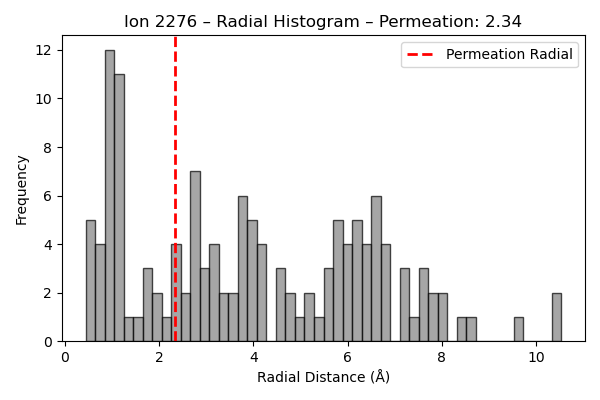 Ion 2276 – Radial Histogram – Permeation: 2.34
Permeation Radial
Frequency
12
10
8
6
4
2
0
0 2 4 6 8 10
Radial Distance (Å)